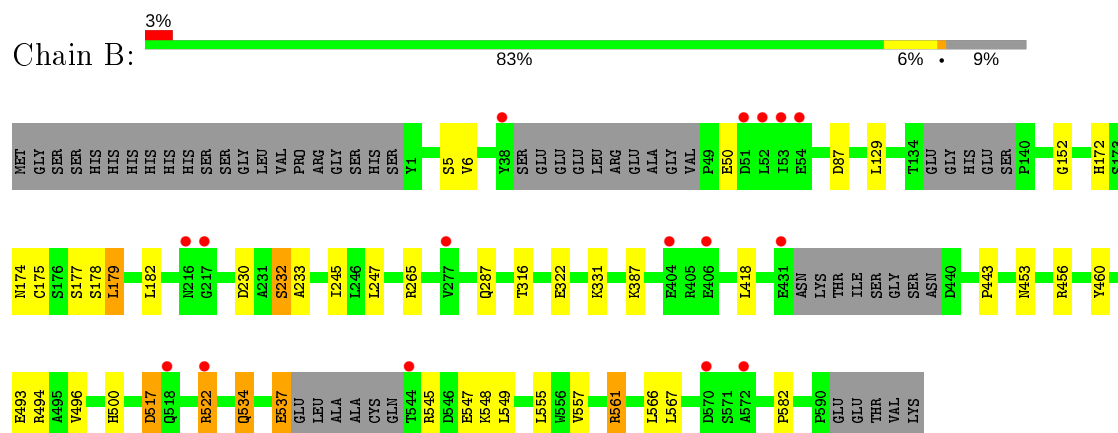 3%
Chain B:
83% 6% • 9%
MET GLY SER SER HIS HIS HIS HIS HIS HIS SER SER GLY LEU VAL PRO ARG GLY SER HIS SER Y1 S5 V6 Y38 SER GLU GLU GLU LEU ARG GLU ALA GLY VAL P49 E50 D51 L52 I53 E54 D87 L129 T134 GLU GLY HIS GLU SER P140 G152 H172 S173
N174 C175 S176 S177 S178 L179 L182 N216 G217 D230 A231 S232 A233 I245 L246 L247 R265 V277 Q287 T316 E322 K331 K387 E404 R405 E406 L418 E431 ASN LYS THR ILE SER GLY SER ASN D440 P443 N453 R456 Y460
E493 R494 A495 V496 H500 D517 Q518 R522 Q534 E537 GLU LEU ALA ALA CYS GLN T544 R545 D546 E547 K548 L549 L555 W556 V557 R561 L566 L567 D570 S571 A572 P582 P590 GLU GLU THR VAL LYS